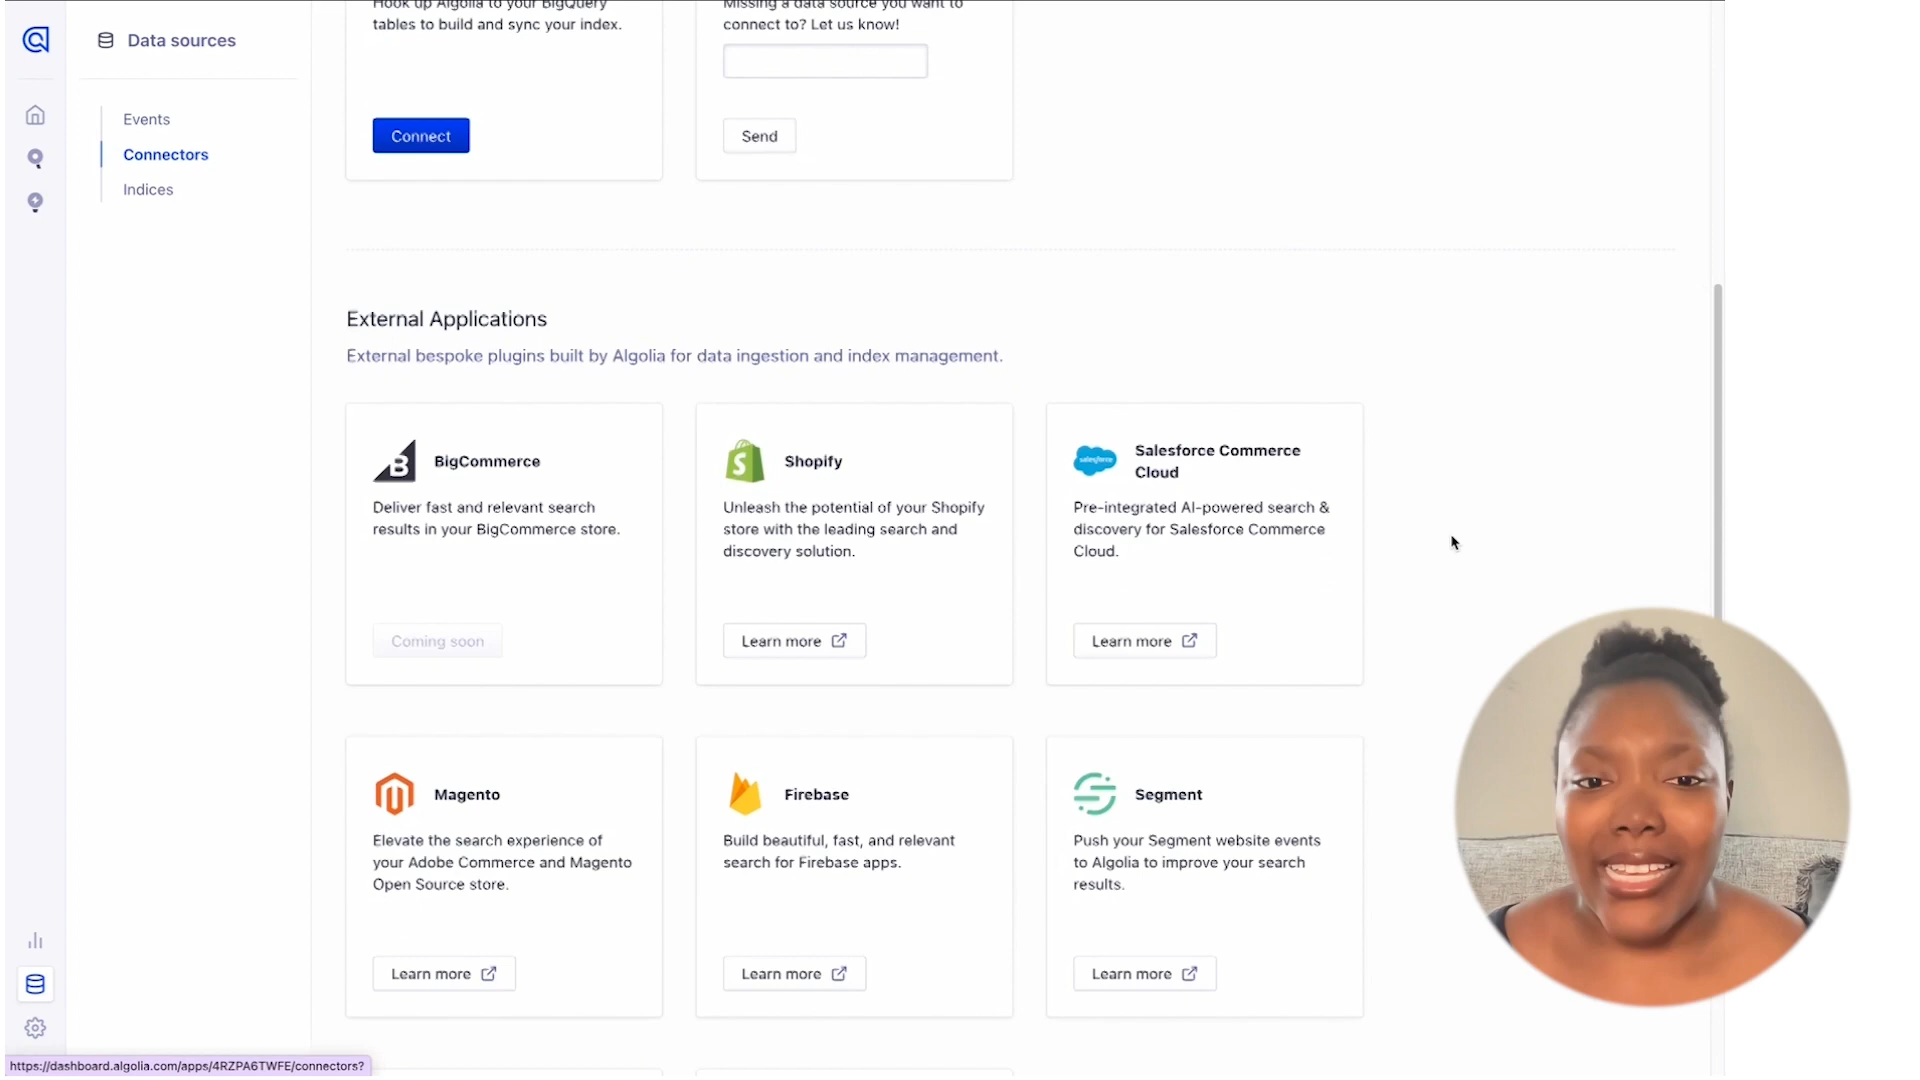 Data sources
Events
Connectors
Indices
Hook up Algolia to your BigQuery
tables to build and sync your index.
Connect
Missing a data source you want to
connect to? Let us know!
Send
External Applications
External bespoke plugins built by Algolia for data ingestion and index management.
BigCommerce
Deliver fast and relevant search
results in your BigCommerce store.
Coming soon
Shopify
Unleash the potential of your Shopify
store with the leading search and
discovery solution.
Learn more
salesforce
Salesforce Commerce
Cloud
Pre-integrated AI-powered search &
discovery for Salesforce Commerce
Cloud.
Learn more
Magento
Elevate the search experience of
your Adobe Commerce and Magento
Open Source store.
Learn more
Firebase
Build beautiful, fast, and relevant
search for Firebase apps.
Learn more
Segment
Push your Segment website events
to Algolia to improve your search
results.
Learn more
https://dashboard.algolia.com/apps/4RZPA6TWFE/connectors?